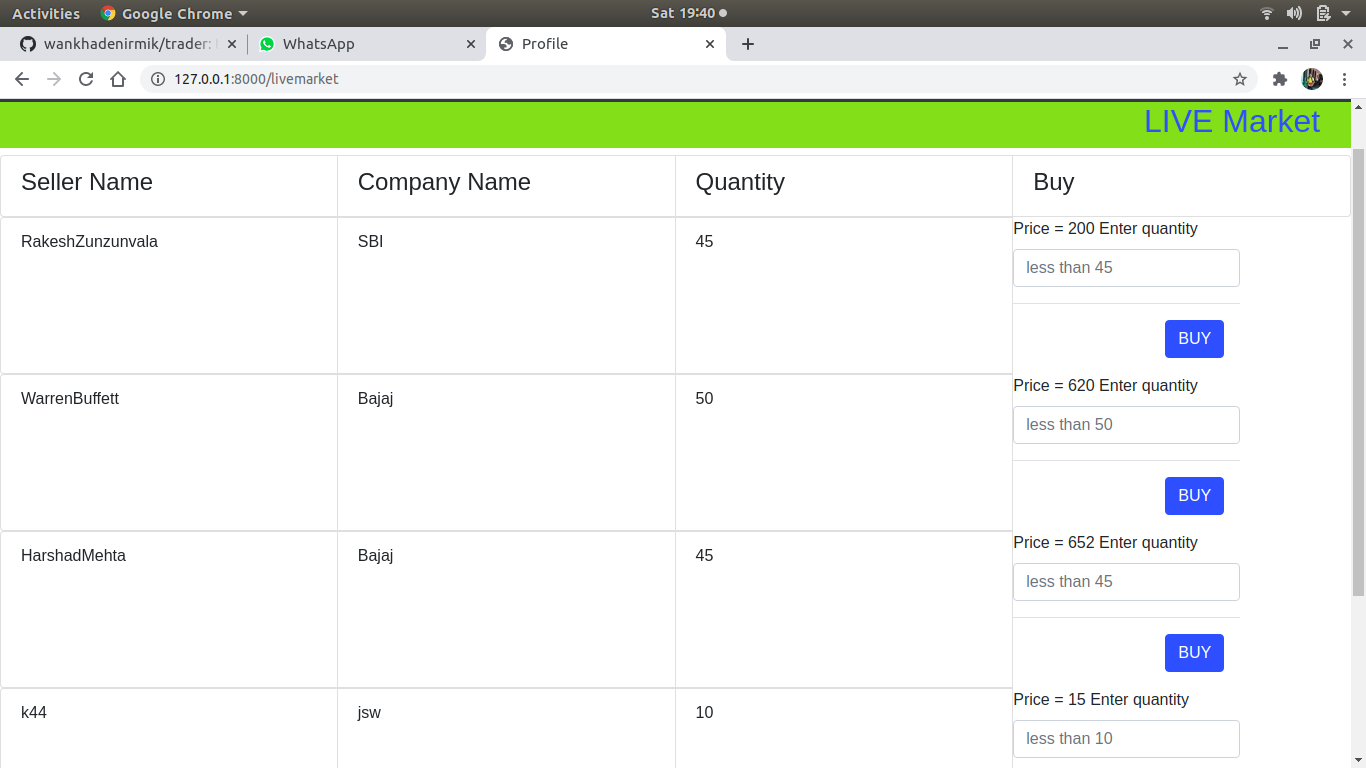 Activities Google Chrome Sat 19:40
wankhadenirmik/trader: WhatsApp Profile
127.0.0.1:8000/livemarket
LIVE Market
Seller Name Company Name Quantity Buy
RakeshZunzunvala SBI 45 Price = 200 Enter quantity
less than 45
BUY
WarrenBuffett Bajaj 50 Price = 620 Enter quantity
less than 50
BUY
HarshadMehta Bajaj 45 Price = 652 Enter quantity
less than 45
BUY
k44 jsw 10 Price = 15 Enter quantity
less than 10